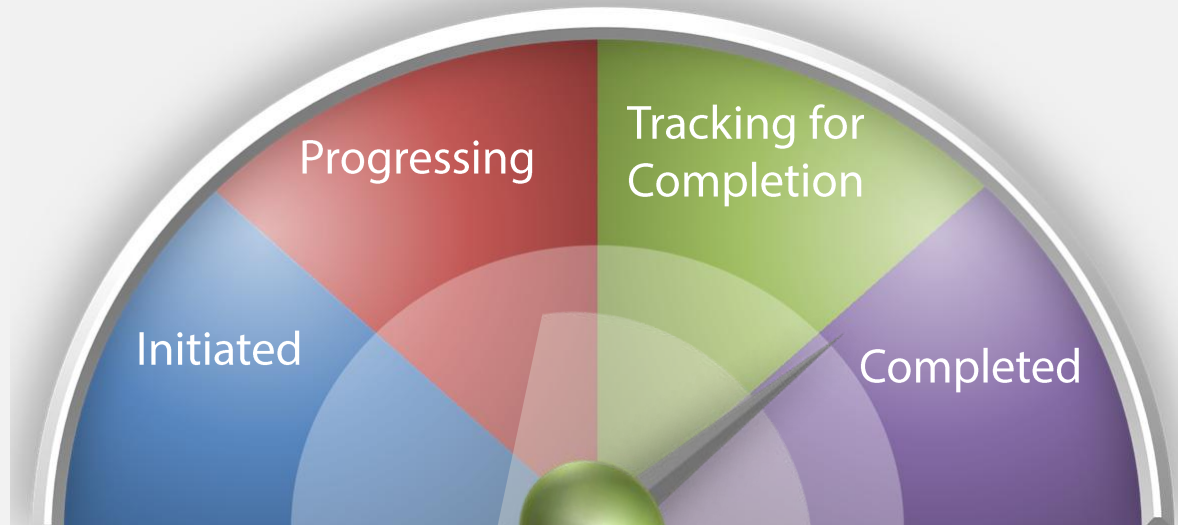 Initiated
Progressing
Tracking for
Completion
Completed